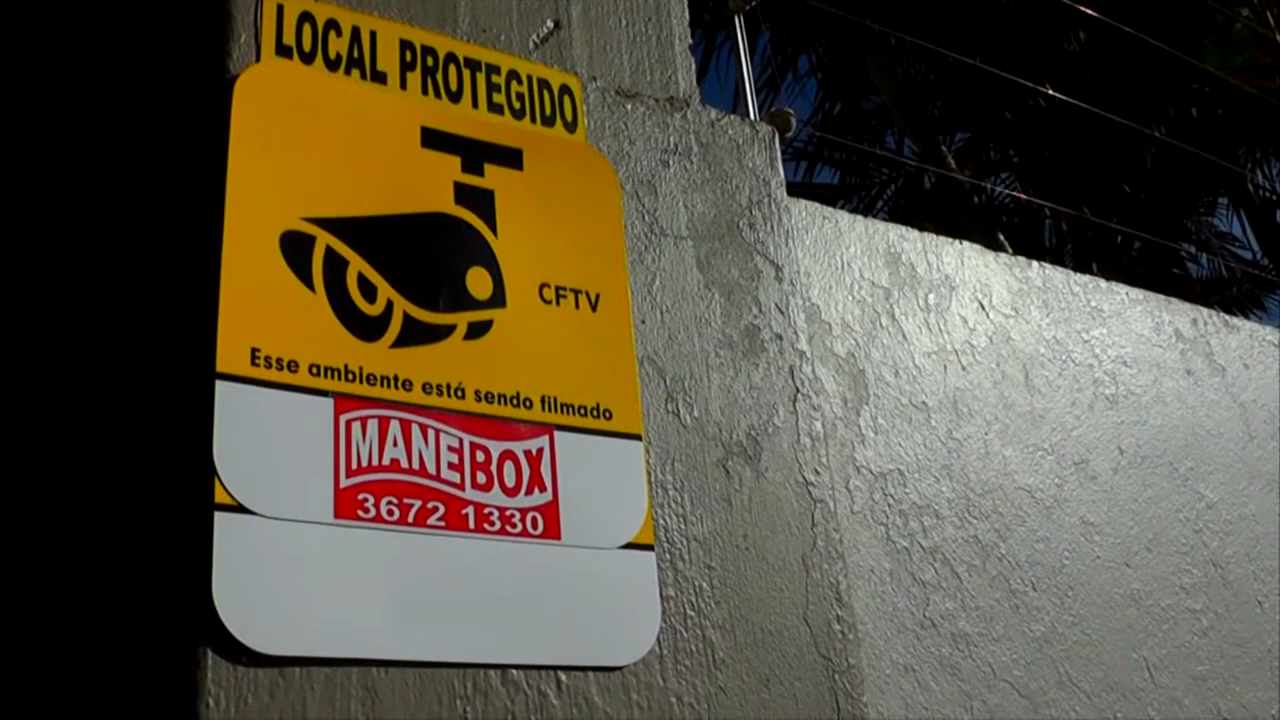 LOCAL PROTEGIDO
CFTV
Esse ambiente está sendo filmado
MANEBOX
3672 1330